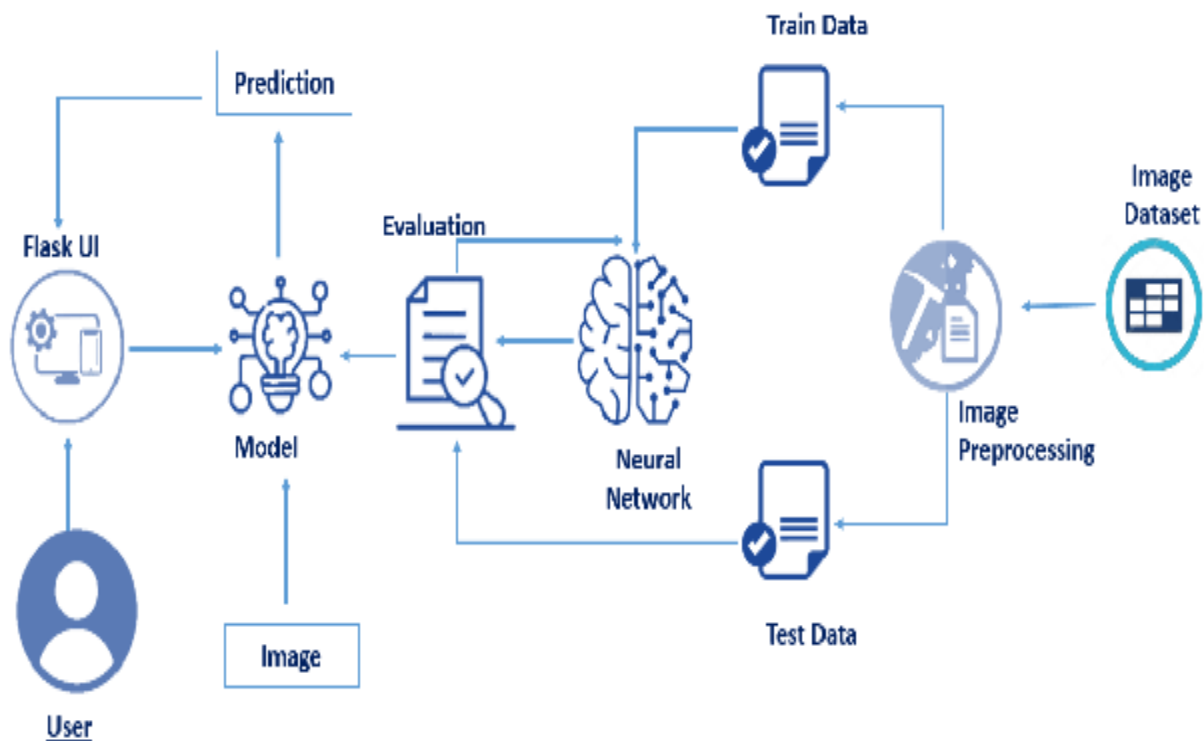 Train Data
Prediction
Image
Dataset
Evaluation
Flask UI
Image
Preprocessing
Model
Neural
Network
Image
Test Data
User